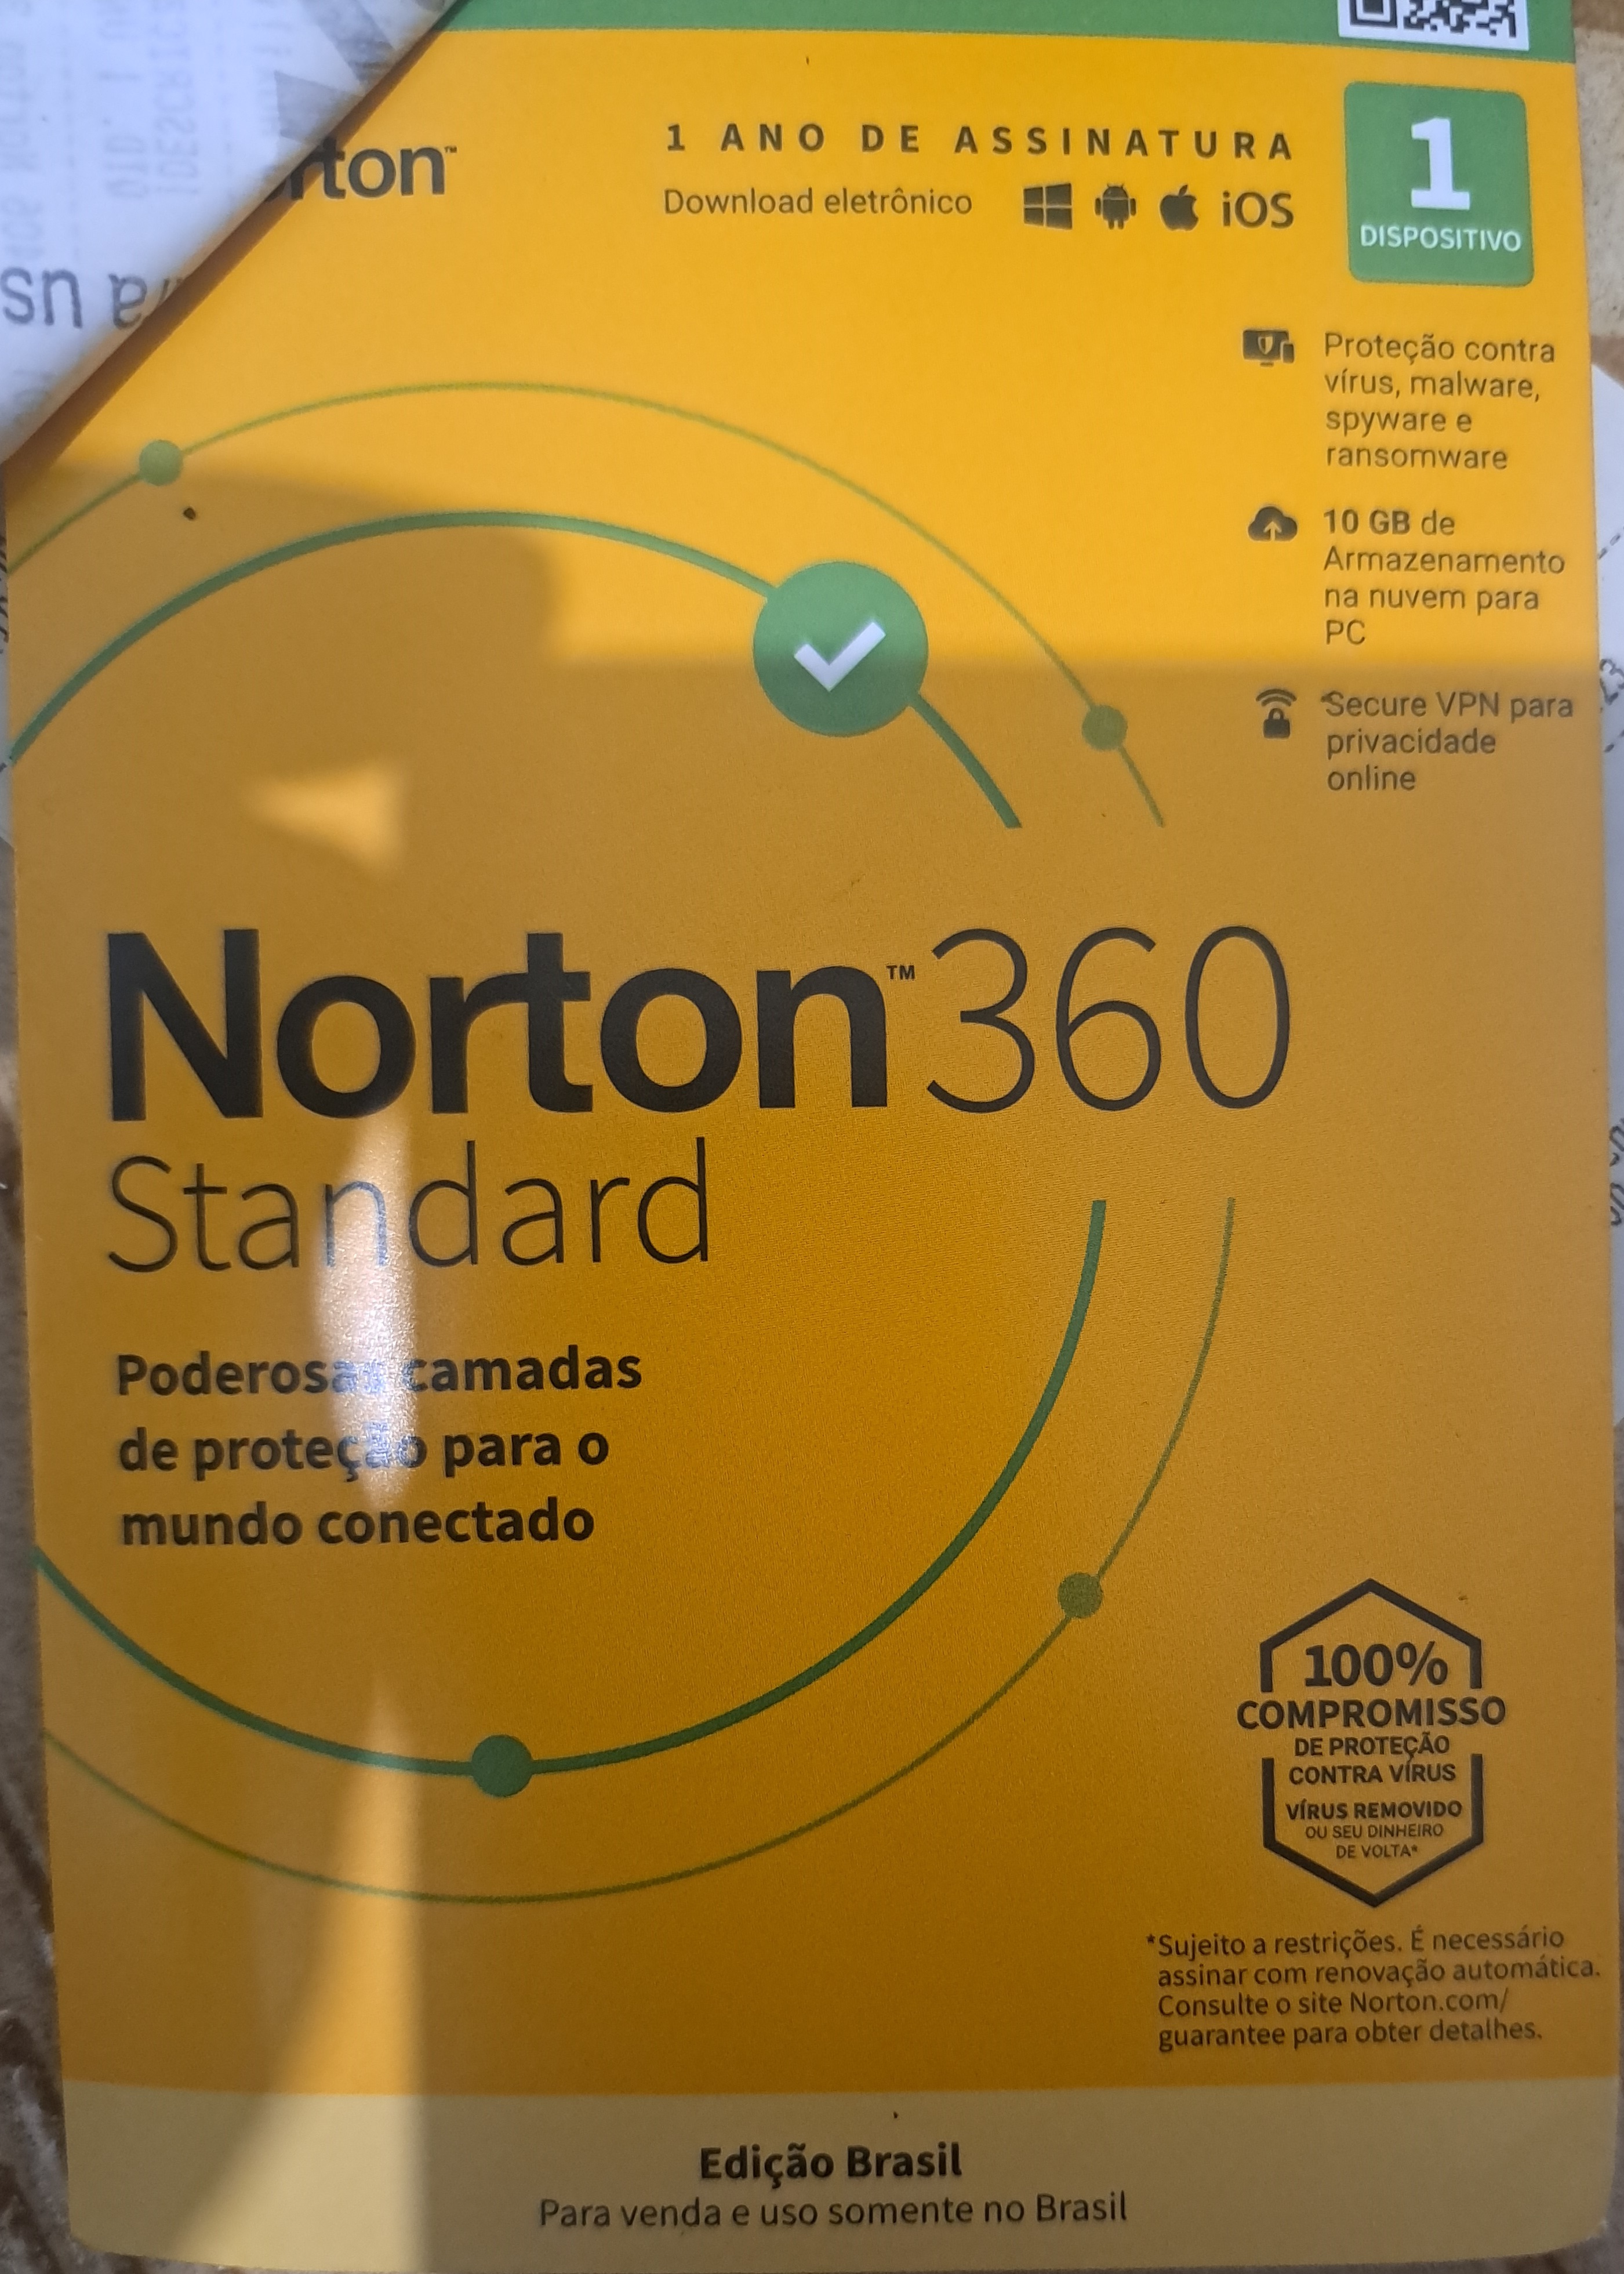 1 ANO DE ASSINATURA
Download eletrônico iOS
1
DISPOSITIVO
Proteção contra
vírus, malware,
spyware e
ransomware
10 GB de
Armazenamento
na nuvem para
PC
Secure VPN para
privacidade
online
Norton™ 360
Standard
Poderosas camadas
de proteção para o
mundo conectado
100%
COMPROMISSO
DE PROTEÇÃO
CONTRA VÍRUS
VÍRUS REMOVIDO
OU SEU DINHEIRO
DE VOLTA*
*Sujeito a restrições. É necessário
assinar com renovação automática.
Consulte o site Norton.com/
guarantee para obter detalhes.
Edição Brasil
Para venda e uso somente no Brasil